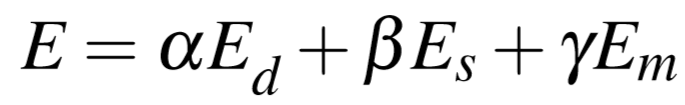 E = αE_d + βE_s + γE_m